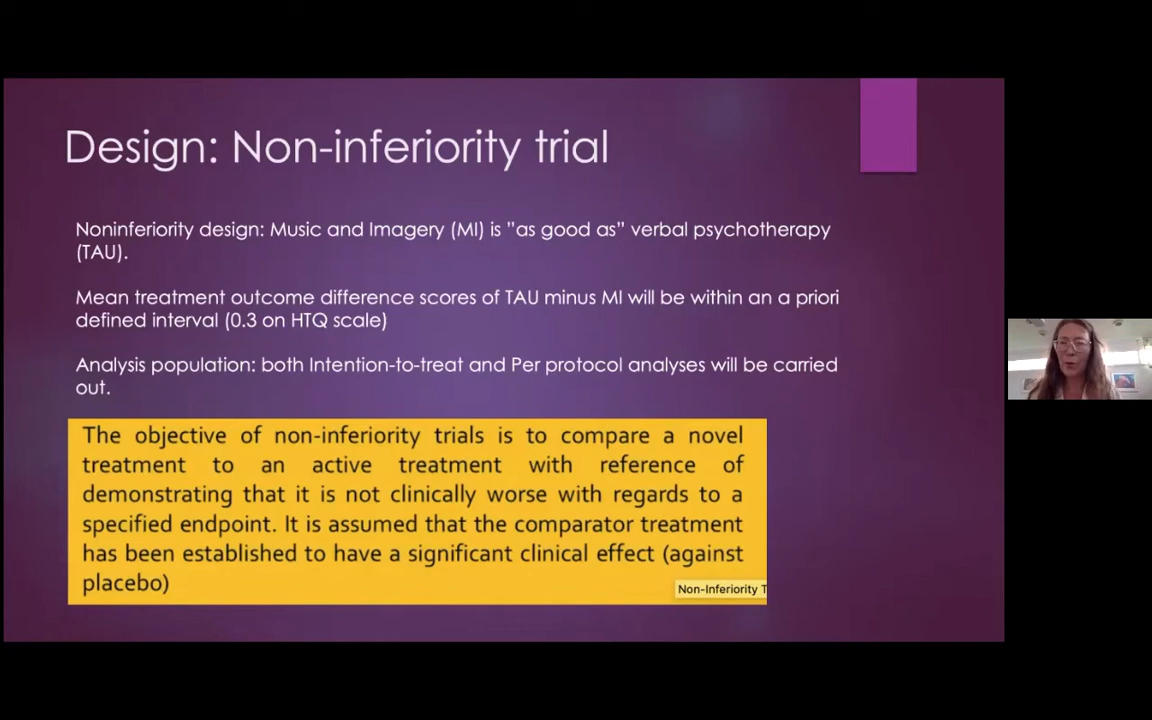 Design: Non-inferiority trial
Noninferiority design: Music and Imagery (MI) is ”as good as” verbal psychotherapy
(TAU).
Mean treatment outcome difference scores of TAU minus MI will be within an a priori
defined interval (0.3 on HTQ scale)
Analysis population: both Intention-to-treat and Per protocol analyses will be carried
out.
The objective of non-inferiority trials is to compare a novel
treatment to an active treatment with reference of
demonstrating that it is not clinically worse with regards to a
specified endpoint. It is assumed that the comparator treatment
has been established to have a significant clinical effect (against
placebo)
Non-Inferiority T